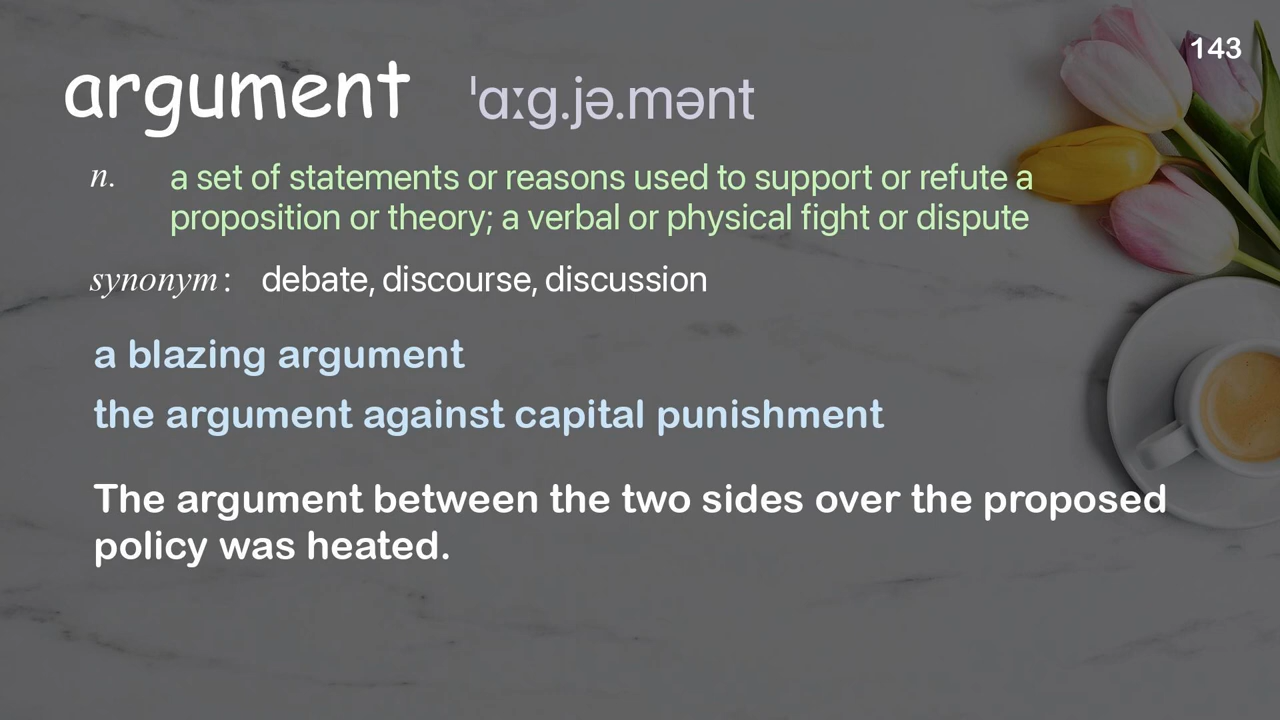 143
argument ˈɑːɡ.jə.mənt
n. a set of statements or reasons used to support or refute a
proposition or theory; a verbal or physical fight or dispute
synonym: debate, discourse, discussion
a blazing argument
the argument against capital punishment
The argument between the two sides over the proposed
policy was heated.